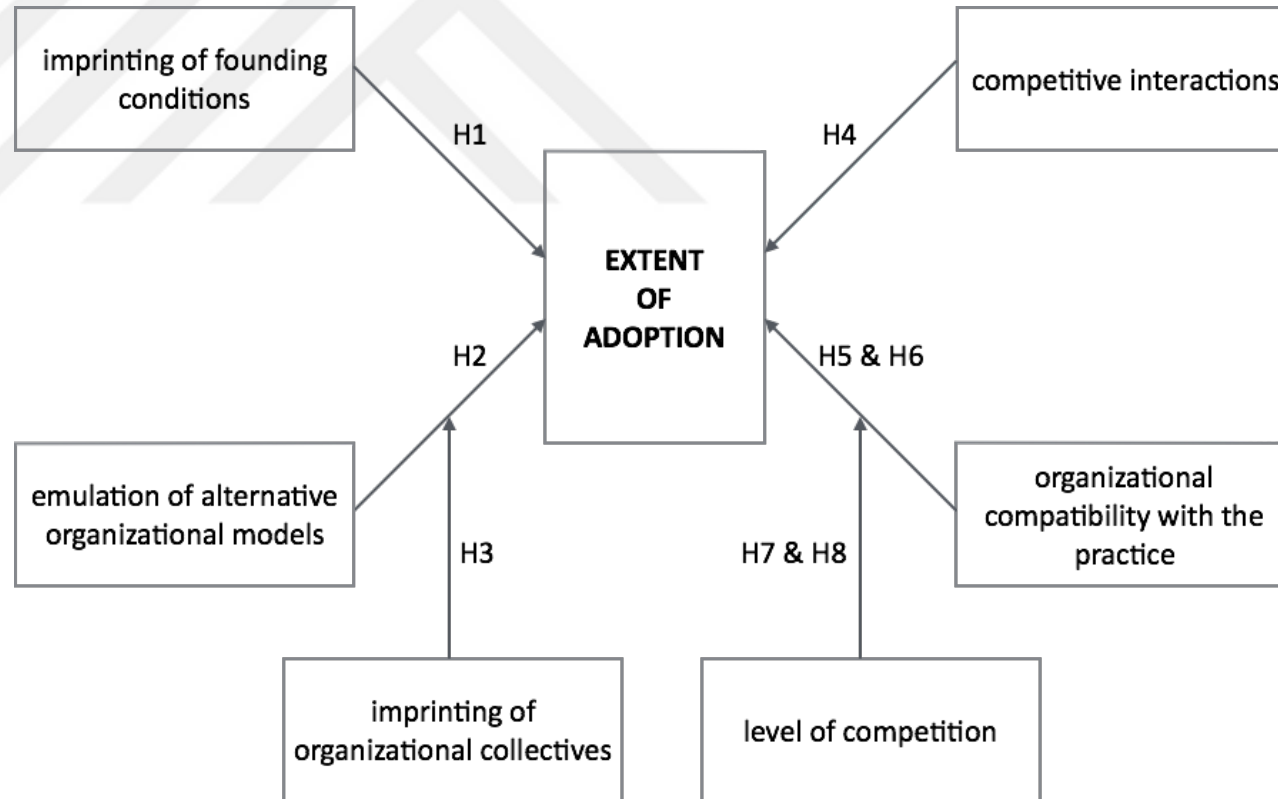 imprinting of founding
conditions
competitive interactions
H1
H4
EXTENT
OF
ADOPTION
H2
H5 & H6
emulation of alternative
organizational models
organizational
compatibility with the
practice
H3
H7 & H8
imprinting of
organizational collectives
level of competition